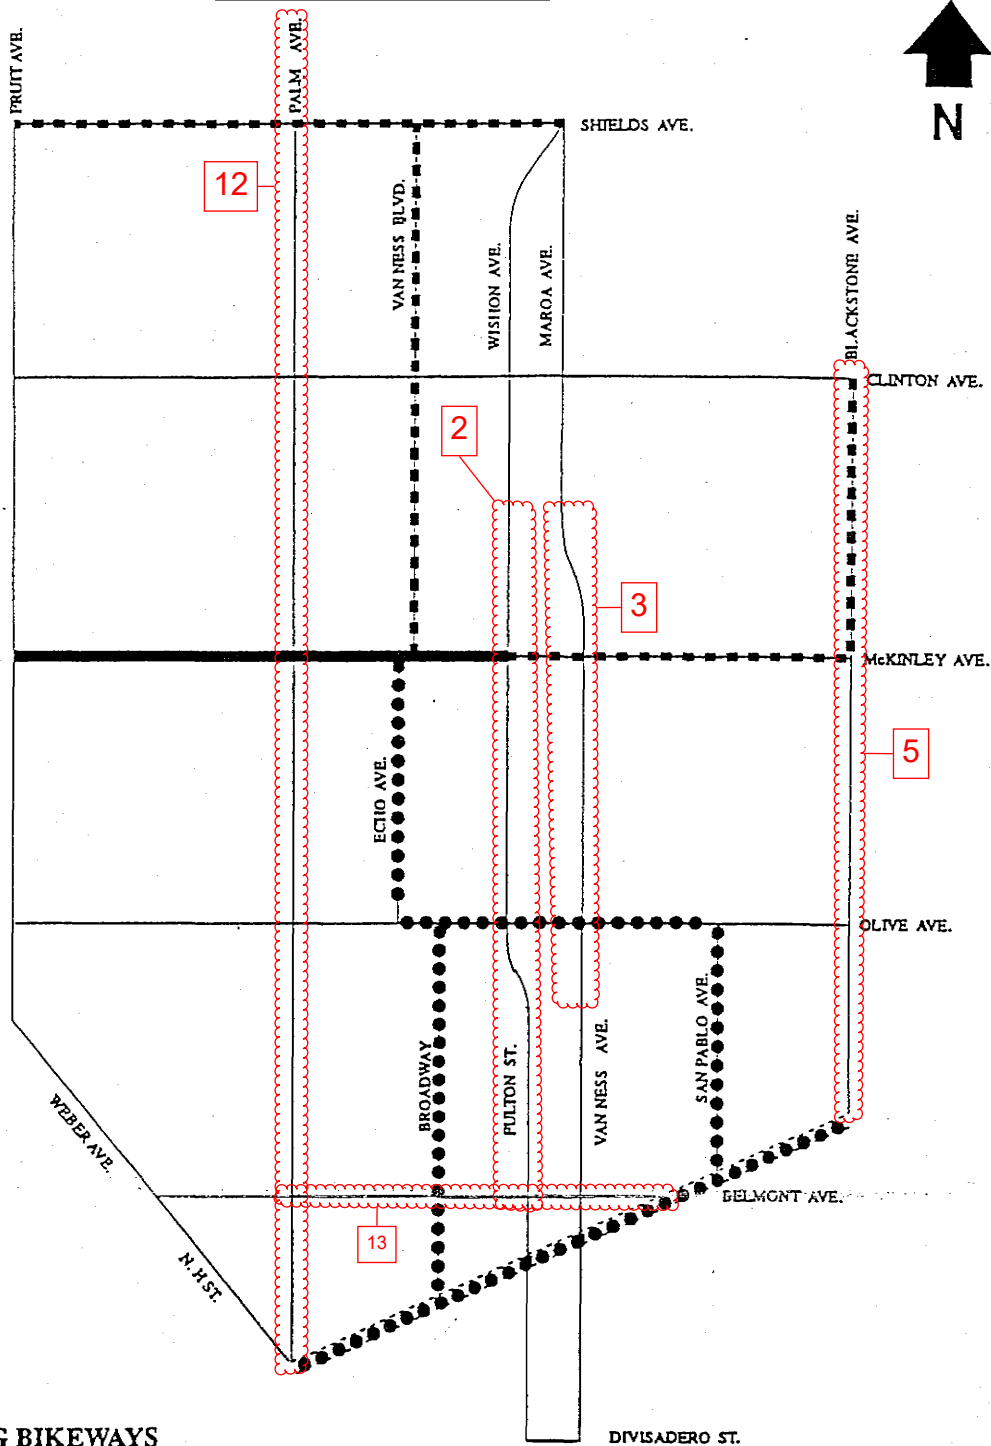 FRUIT AVE.
PALM AVE.
N
SHIELDS AVE.
12
VAN NESS BLVD.
WISHON AVE.
MAROA AVE.
BLACKSTONE AVE.
CLINTON AVE.
2
3
McKINLEY AVE.
5
ECHO AVE.
OLIVE AVE.
BROADWAY
FULTON ST.
VAN NESS AVE.
SAN PABLO AVE.
WEBER AVE.
BELMONT AVE.
13
N. H ST.
G BIKEWAYS
DIVISADERO ST.